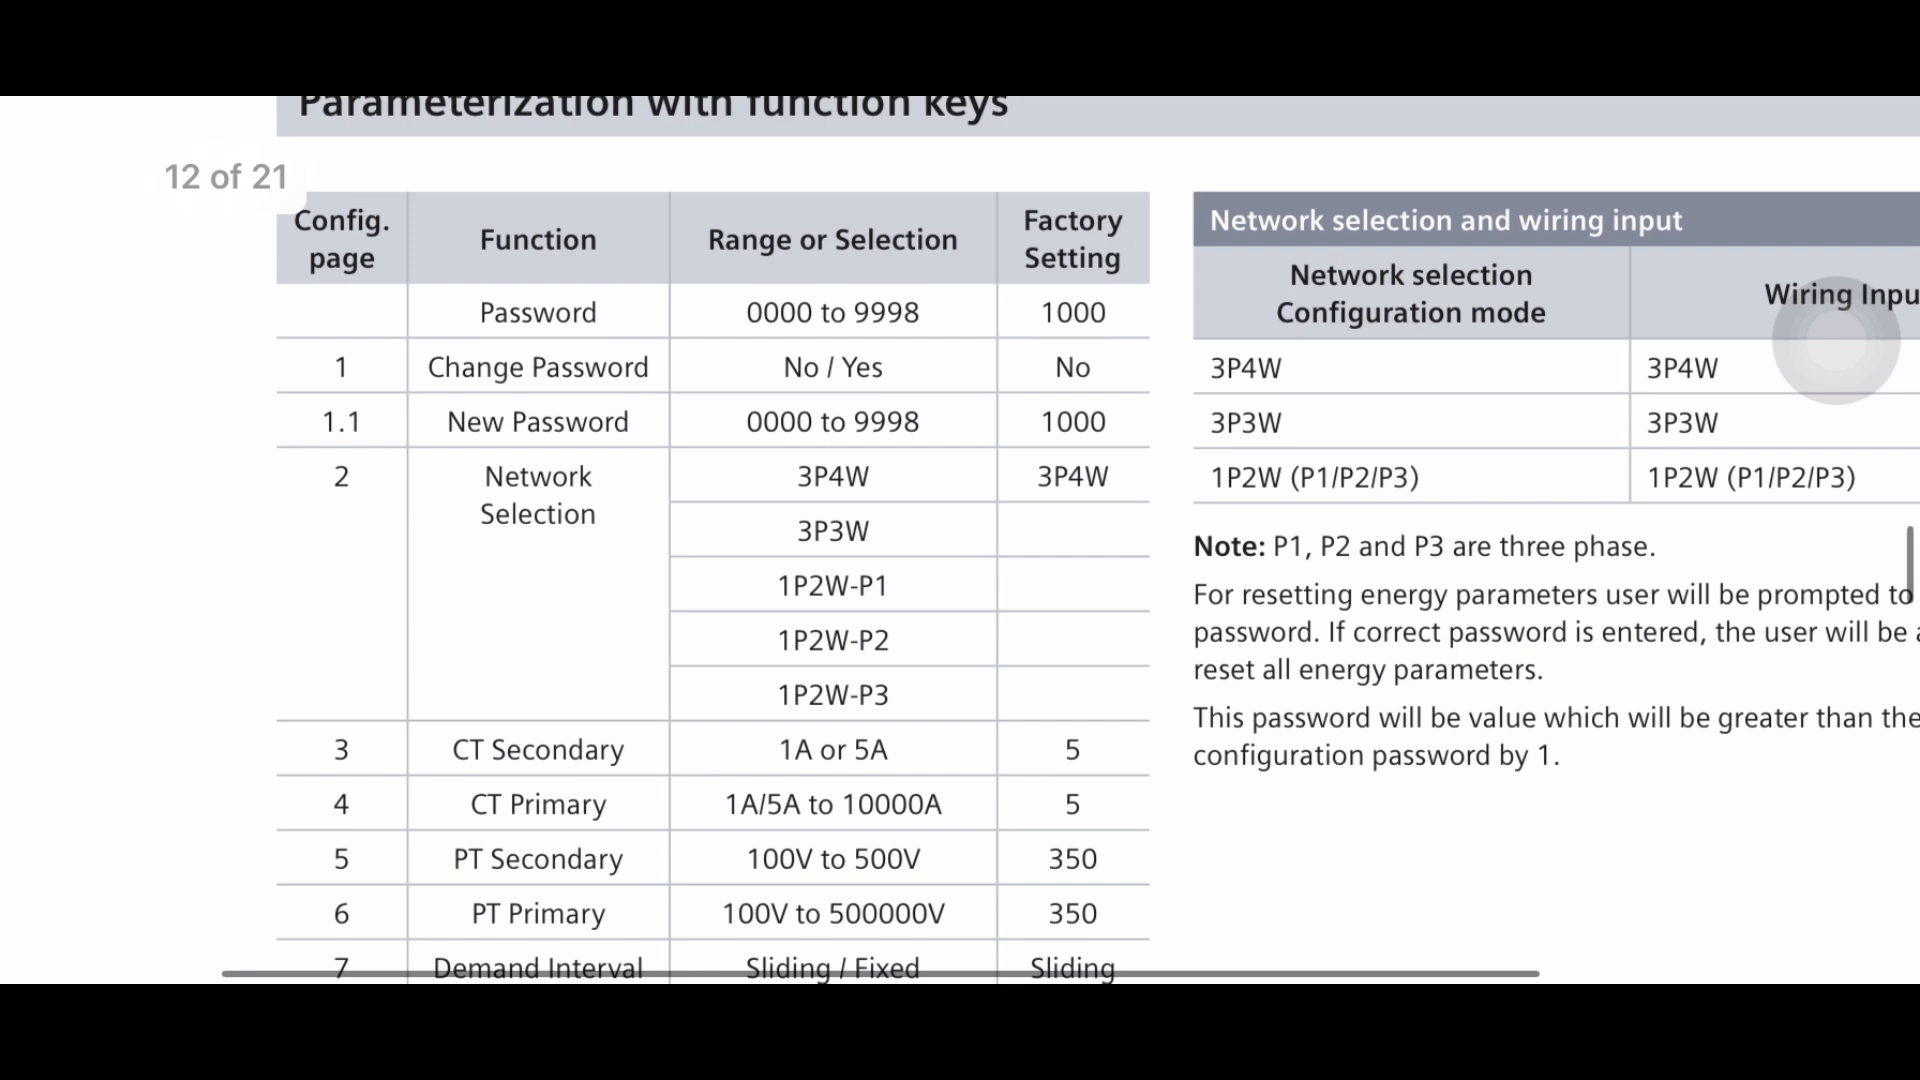 Parameterization with function keys
12 of 21
Config. page Function Range or Selection Factory Setting
Password 0000 to 9998 1000
1 Change Password No / Yes No
1.1 New Password 0000 to 9998 1000
2 Network Selection 3P4W 3P4W
3P3W
1P2W-P1
1P2W-P2
1P2W-P3
3 CT Secondary 1A or 5A 5
4 CT Primary 1A/5A to 10000A 5
5 PT Secondary 100V to 500V 350
6 PT Primary 100V to 500000V 350
7 Demand Interval Sliding / Fixed Sliding
Network selection and wiring input
Network selection Configuration mode Wiring Inpu
3P4W 3P4W
3P3W 3P3W
1P2W (P1/P2/P3) 1P2W (P1/P2/P3)
Note: P1, P2 and P3 are three phase.
For resetting energy parameters user will be prompted to
password. If correct password is entered, the user will be a
reset all energy parameters.
This password will be value which will be greater than the
configuration password by 1.